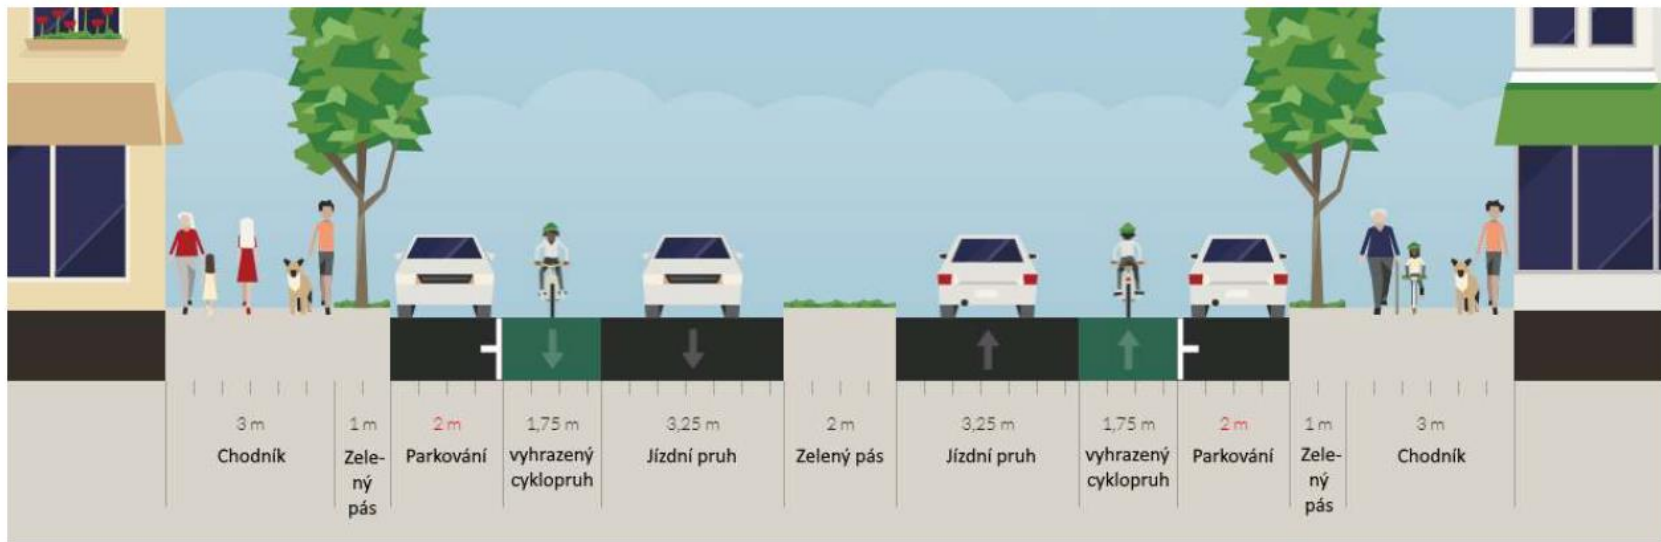 3 m
1 m
2 m
1,75 m
3,25 m
2 m
3,25 m
1,75 m
2 m
1 m
3 m
Chodník
Zele-
ný
pás
Parkování
vyhrazený
cyklopruh
Jízdní pruh
Zelený pás
Jízdní pruh
vyhrazený
cyklopruh
Parkování
Zele-
ný
pás
Chodník